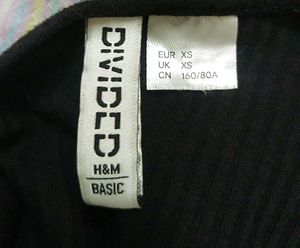 DIVIDED
H&M
BASIC
EUR XS
UK XS
CN 160/80A